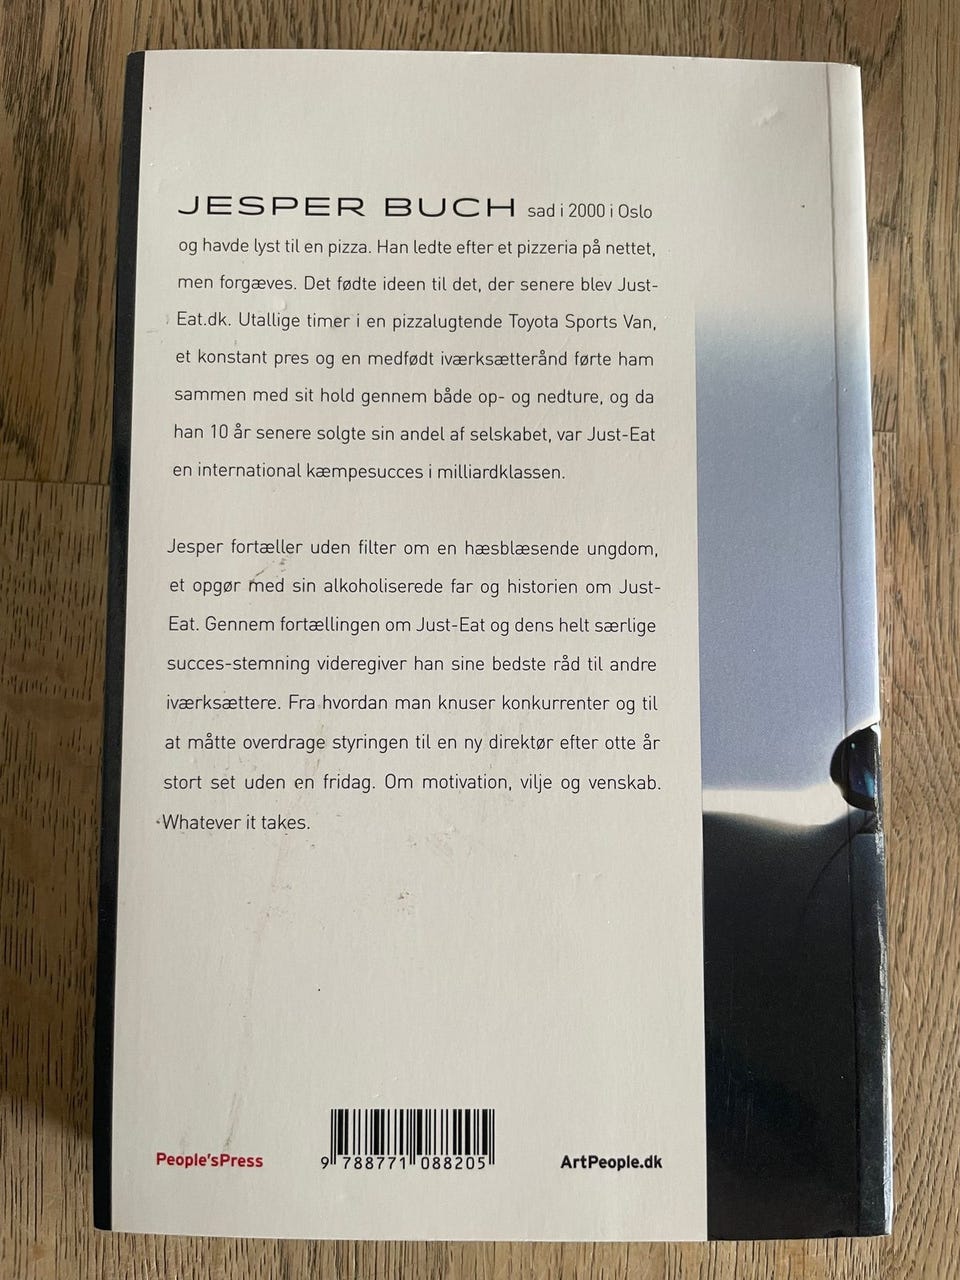 JESPER BUCH sad i 2000 i Oslo
og havde lyst til en pizza. Han ledte efter et pizzeria på nettet,
men forgæves. Det fødte ideen til det, der senere blev Just-
Eat.dk. Utallige timer i en pizzalugtende Toyota Sports Van,
et konstant pres og en medfødt iværksætterånd førte ham
sammen med sit hold gennem både op- og nedture, og da
han 10 år senere solgte sin andel af selskabet, var Just-Eat
en international kæmpesucces i milliardklassen.
Jesper fortæller uden filter om en hæsblæsende ungdom,
et opgør med sin alkoholiserede far og historien om Just-
Eat. Gennem fortællingen om Just-Eat og dens helt særlige
succes-stemning videregiver han sine bedste råd til andre
iværksættere. Fra hvordan man knuser konkurrenter og til
at måtte overdrage styringen til en ny direktør efter otte år
stort set uden en fridag. Om motivation, vilje og venskab.
Whatever it takes.
People'sPress
9 788771 088205
ArtPeople.dk